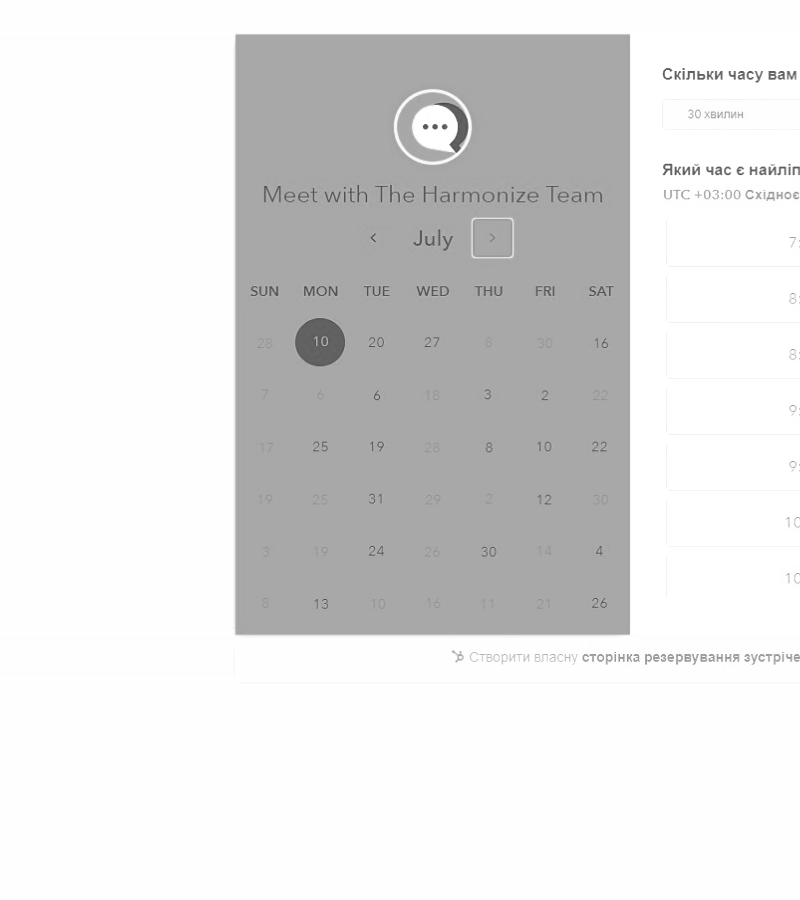 Meet with The Harmonize Team
July
SUN MON TUE WED THU FRI SAT
28 10 20 27 8 30 16
7 6 6 18 3 2 22
17 25 19 28 8 10 22
19 25 31 29 2 12 30
3 19 24 26 30 14 4
8 13 10 16 11 21 26
Скільки часу вам
30 хвилин
Який час є найліп
UTC +03:00 Східноє
7:
8:
8:
9:
9:
10
10
Створити власну сторінка резервування зустріче